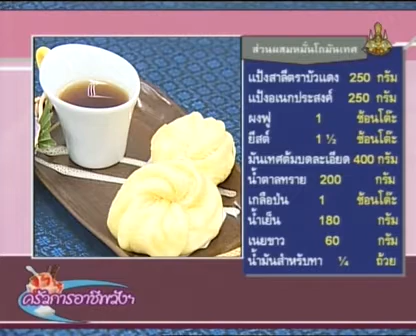 ส่วนผสมหมั่นโถมันเทศ
แป้งสาลีตราบัวแดง 250 กรัม
แป้งอเนกประสงค์ 250 กรัม
ผงฟู 1 ช้อนโต๊ะ
ยีสต์ 1 ½ ช้อนโต๊ะ
มันเทศต้มบดละเอียด 400 กรัม
น้ำตาลทราย 200 กรัม
เกลือป่น 1 ช้อนโต๊ะ
น้ำเย็น 180 กรัม
เนยขาว 60 กรัม
น้ำมันสำหรับทา ¼ ถ้วย
ครัวการอาชีพวังฯ